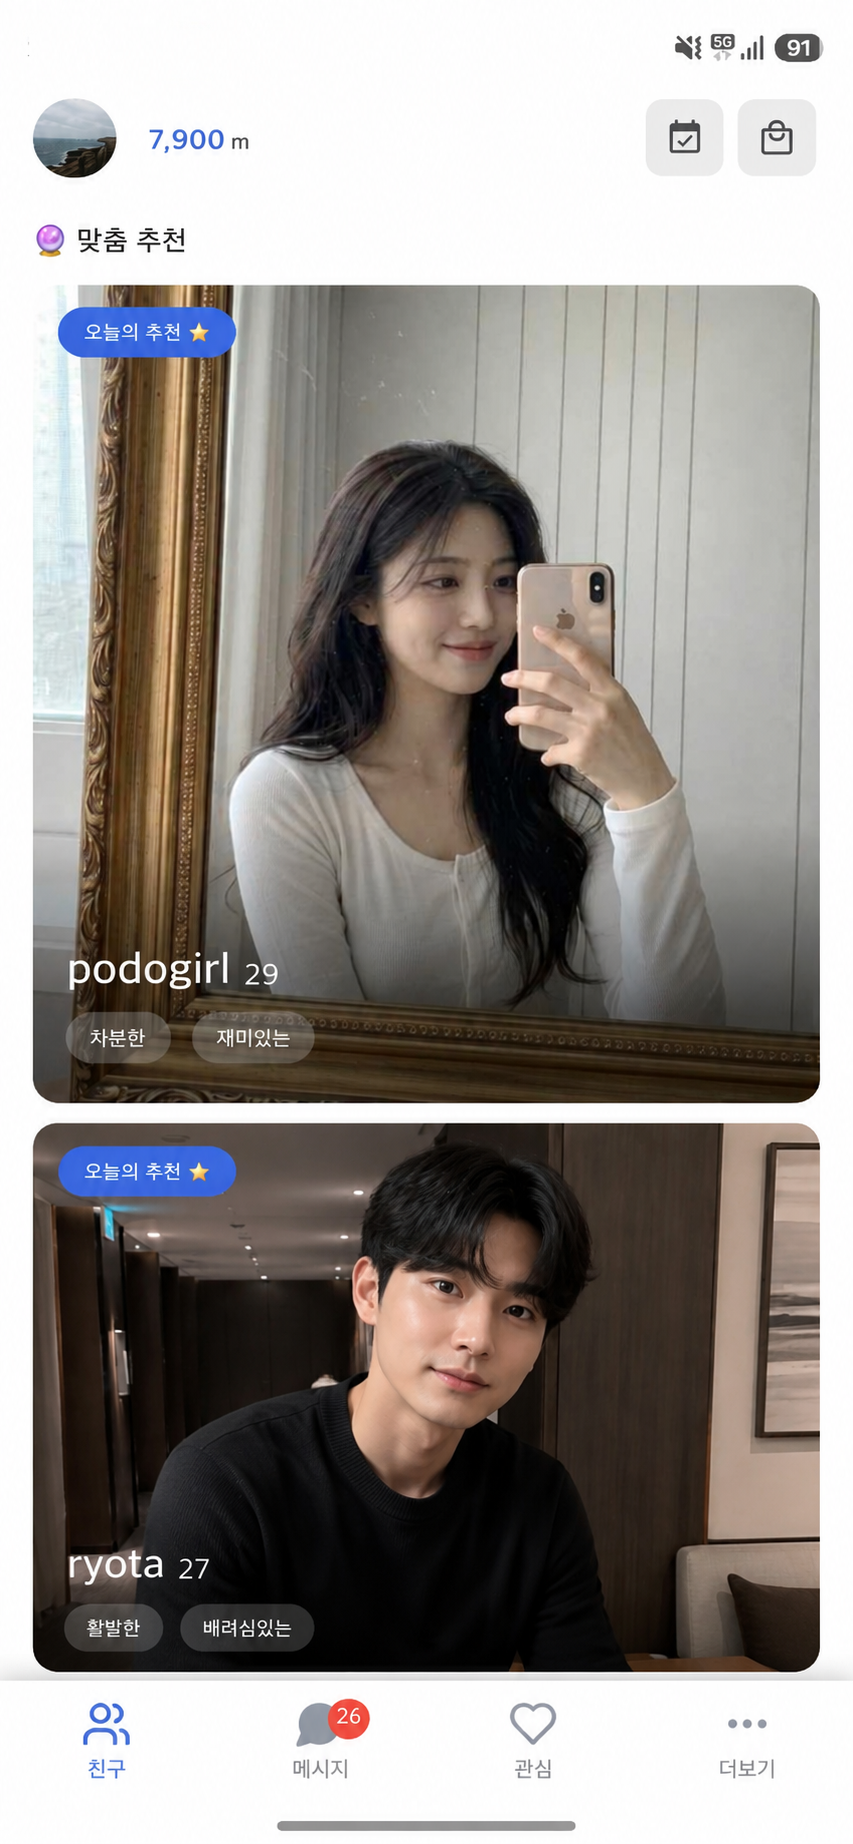 5G
91
7,900 m
맞춤 추천
오늘의 추천
podogirl 29
차분한 재미있는
오늘의 추천
ryota 27
활발한 배려심있는
26
친구 메시지 관심 더보기